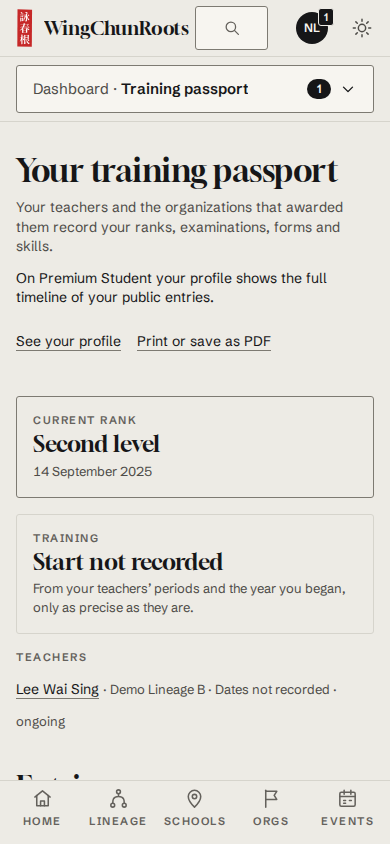 詠春根
WingChunRoots
NL
1
Dashboard · Training passport
1
Your training passport
Your teachers and the organizations that awarded
them record your ranks, examinations, forms and
skills.
On Premium Student your profile shows the full
timeline of your public entries.
See your profile
Print or save as PDF
CURRENT RANK
Second level
14 September 2025
TRAINING
Start not recorded
From your teachers’ periods and the year you began,
only as precise as they are.
TEACHERS
Lee Wai Sing · Demo Lineage B · Dates not recorded ·
ongoing
HOME
LINEAGE
SCHOOLS
ORGS
EVENTS